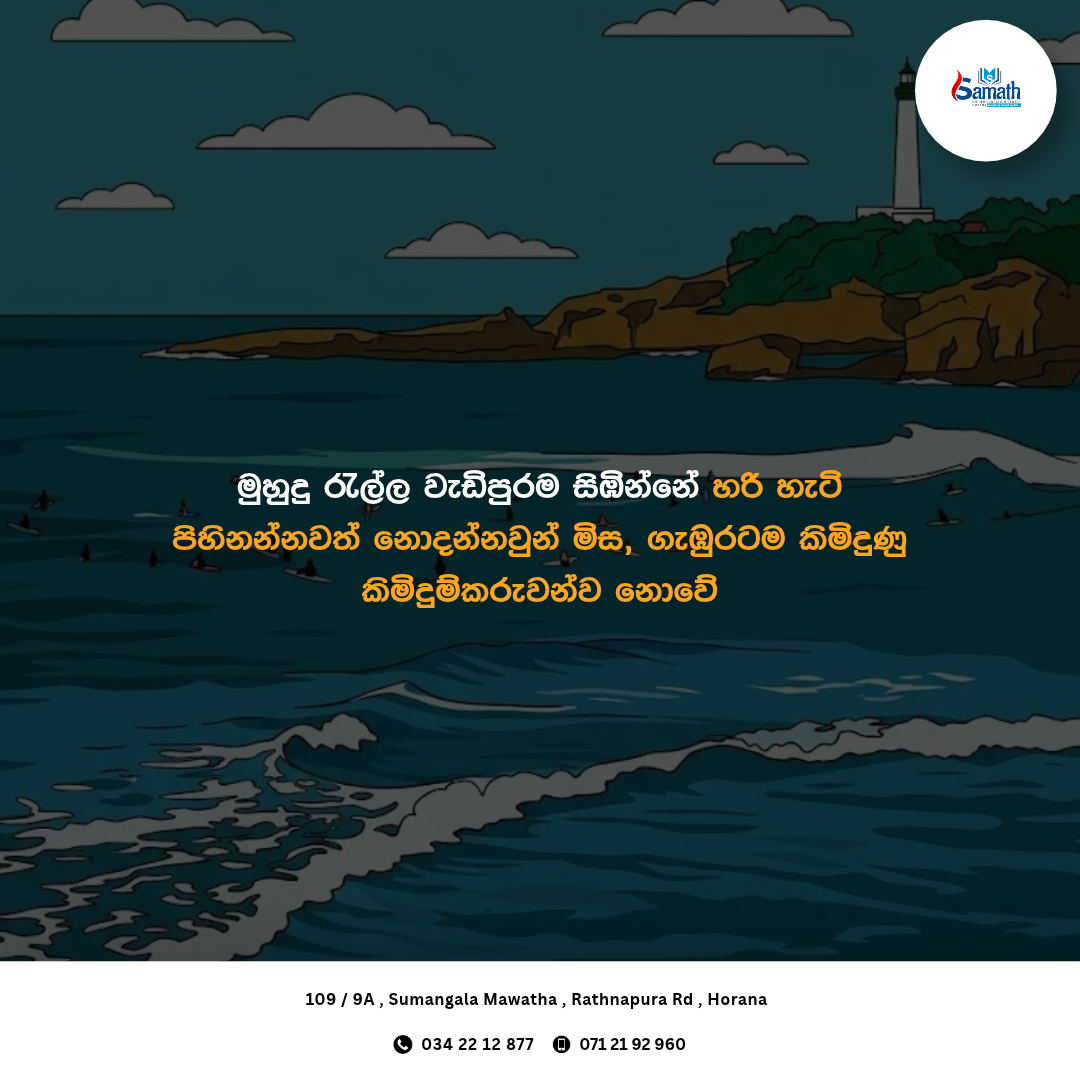 Samath
මුහුදු රැල්ල වැඩිපුරම සිඹින්නේ හරි හැටි
පිහිනන්නවත් නොදන්නවුන් මිස, ගැඹුරටම කිමිදුණු
කිමිදුම්කරුවන්ව නොවේ
109 / 9A , Sumangala Mawatha , Rathnapura Rd , Horana
034 22 12 877 071 21 92 960